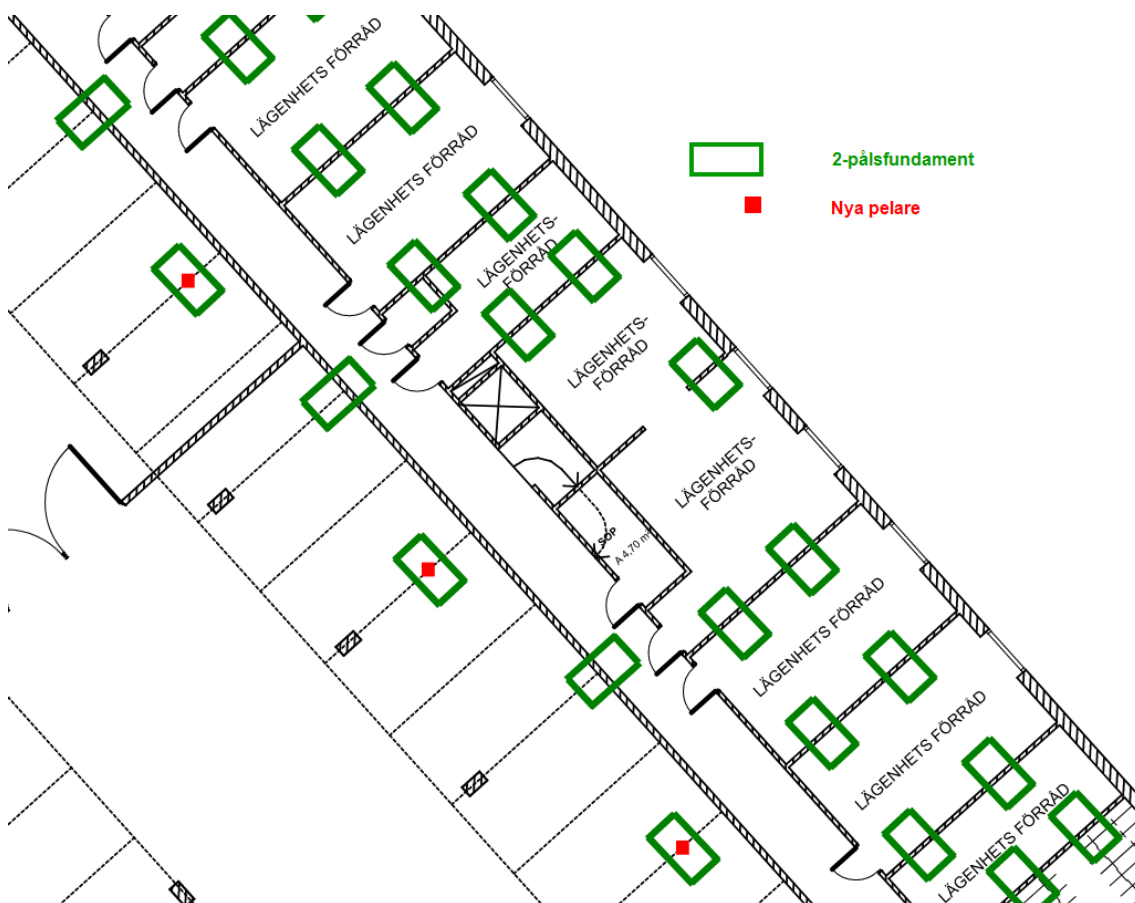 LÄGENHETS FÖRRÅD
LÄGENHETS FÖRRÅD
2-pålsfundament
Nya pelare
LÄGENHETS-
FÖRRÅD
LÄGENHETS-
FÖRRÅD
LÄGENHETS-
FÖRRÅD
SOP
A 4,70 m²
LÄGENHETS FÖRRÅD
LÄGENHETS FÖRRÅD
LÄGENHETS FÖRRÅD